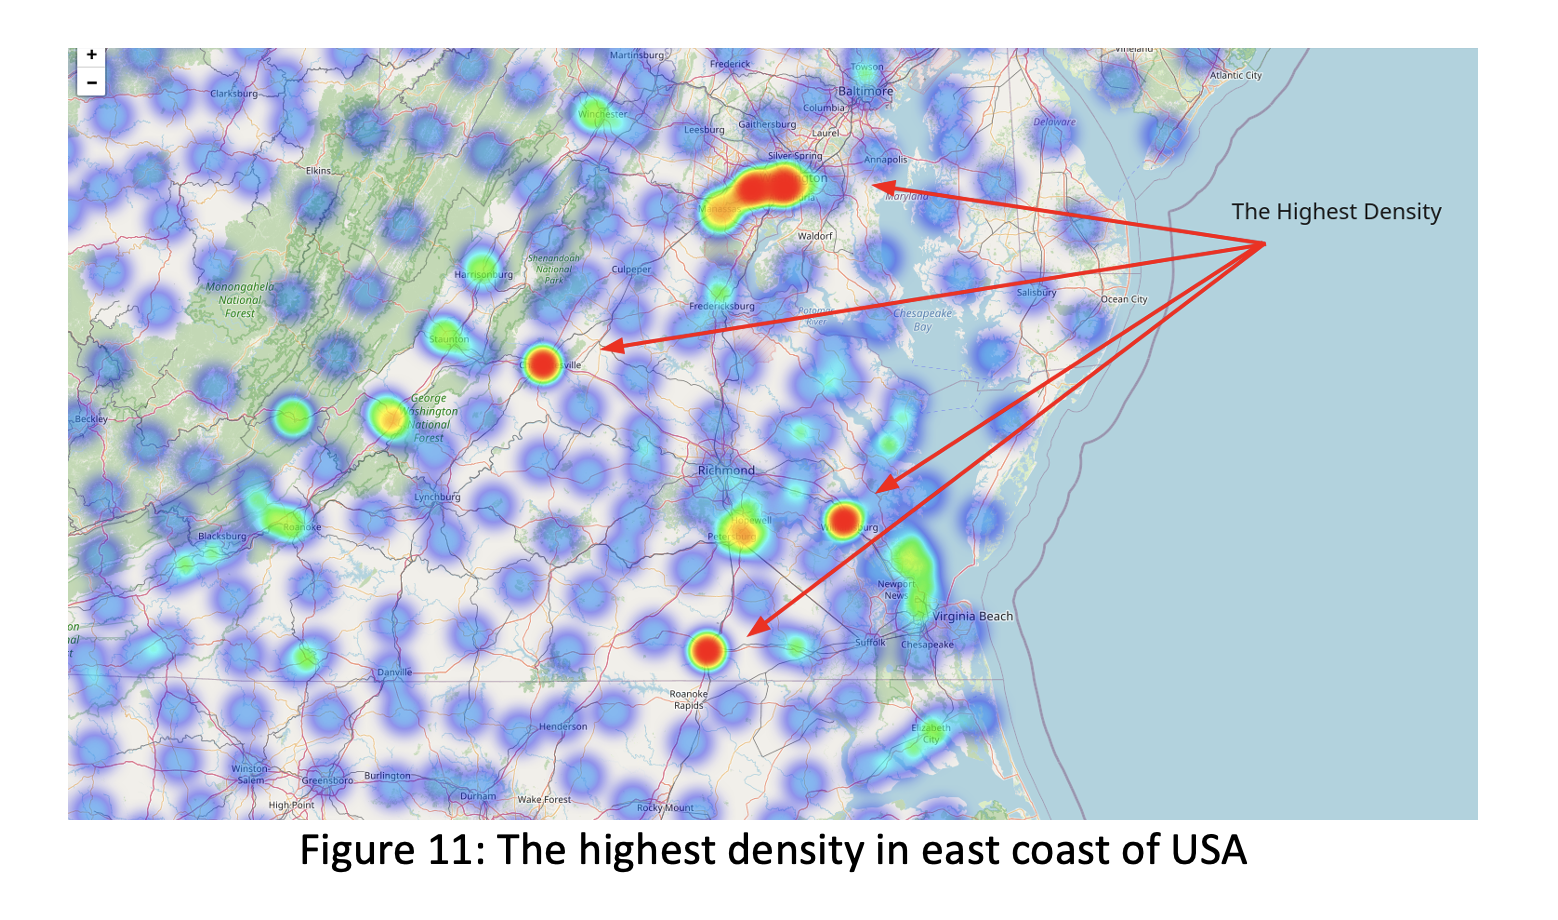 +
−
Martinsburg
Frederick
Towson
Vineland
Atlantic City
Clarksburg
Baltimore
Winchester
Columbia
Leesburg
Gaithersburg
Laurel
Delaware
Silver Spring
Annapolis
Elkins
Maryland
The Highest Density
Waldorf
Harrisonburg
Shenandoah
National
Park
Culpeper
Monongahela
National
Forest
Fredericksburg
Potomac
River
Chesapeake
Bay
Salisbury
Ocean City
Staunton
Beckley
George
Washington
National
Forest
Richmond
Lynchburg
Roanoke
Hopewell
Petersburg
Blacksburg
Newport
News
Virginia Beach
Suffolk
Chesapeake
Danville
Roanoke
Rapids
Henderson
Elizabeth
City
Winston-
Salem
Greensboro
Burlington
Durham
High Point
Wake Forest
Rocky Mount
Figure 11: The highest density in east coast of USA